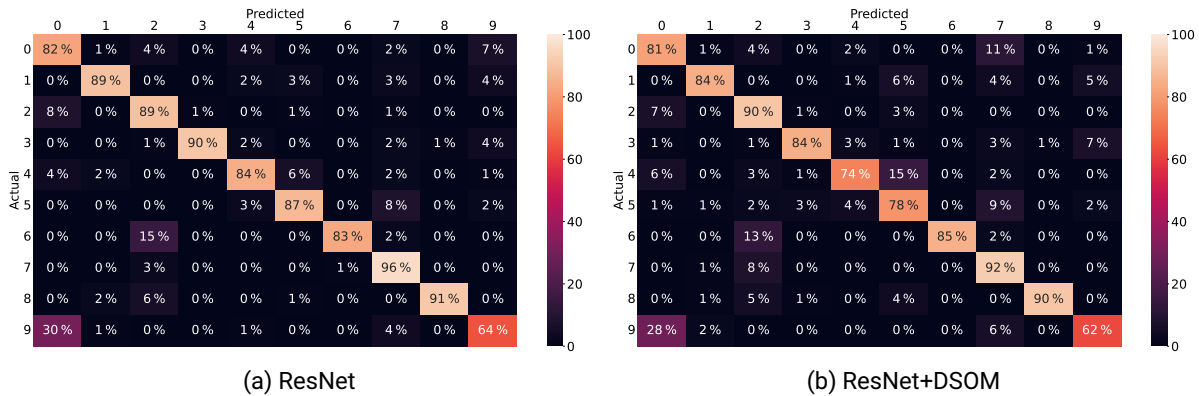 Predicted
0 1 2 3 4 5 6 7 8 9
Actual
0 82 % 1 % 4 % 0 % 4 % 0 % 0 % 2 % 0 % 7 %
1 0 % 89 % 0 % 0 % 2 % 3 % 0 % 3 % 0 % 4 %
2 8 % 0 % 89 % 1 % 0 % 1 % 0 % 1 % 0 % 0 %
3 0 % 0 % 1 % 90 % 2 % 0 % 0 % 2 % 1 % 4 %
4 4 % 2 % 0 % 0 % 84 % 6 % 0 % 2 % 0 % 1 %
5 0 % 0 % 0 % 0 % 3 % 87 % 0 % 8 % 0 % 2 %
6 0 % 0 % 15 % 0 % 0 % 0 % 83 % 2 % 0 % 0 %
7 0 % 0 % 3 % 0 % 0 % 0 % 1 % 96 % 0 % 0 %
8 0 % 2 % 6 % 0 % 0 % 1 % 0 % 0 % 91 % 0 %
9 30 % 1 % 0 % 0 % 1 % 0 % 0 % 4 % 0 % 64 %
100
80
60
40
20
0
(a) ResNet
Predicted
0 1 2 3 4 5 6 7 8 9
Actual
0 81 % 1 % 4 % 0 % 2 % 0 % 0 % 11 % 0 % 1 %
1 0 % 84 % 0 % 0 % 1 % 6 % 0 % 4 % 0 % 5 %
2 7 % 0 % 90 % 0 % 0 % 3 % 0 % 0 % 0 % 0 %
3 1 % 0 % 1 % 84 % 3 % 1 % 0 % 3 % 1 % 7 %
4 6 % 0 % 3 % 1 % 74 % 15 % 0 % 2 % 0 % 0 %
5 1 % 1 % 2 % 3 % 4 % 78 % 0 % 9 % 0 % 2 %
6 0 % 0 % 13 % 0 % 0 % 0 % 85 % 2 % 0 % 0 %
7 0 % 1 % 8 % 0 % 0 % 0 % 0 % 92 % 0 % 0 %
8 0 % 1 % 5 % 1 % 0 % 4 % 0 % 0 % 90 % 0 %
9 28 % 2 % 0 % 0 % 0 % 0 % 0 % 6 % 0 % 62 %
100
80
60
40
20
0
(b) ResNet+DSOM